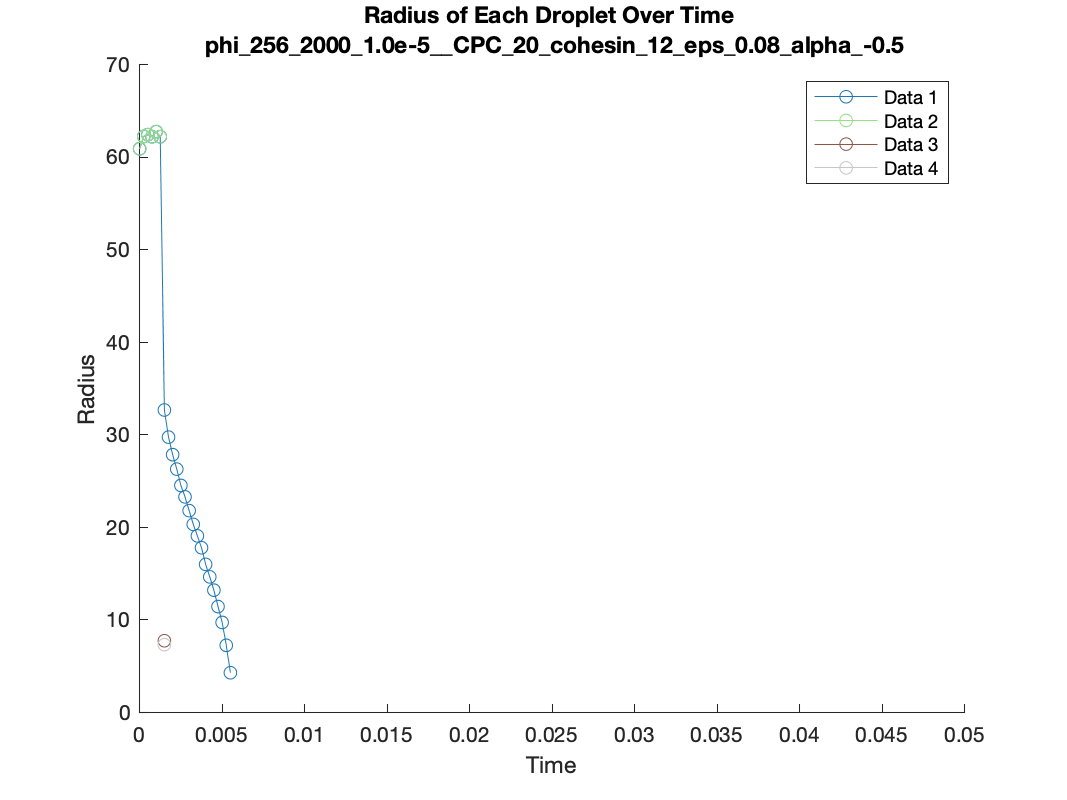 Radius of Each Droplet Over Time
phi_256_2000_1.0e-5__CPC_20_cohesin_12_eps_0.08_alpha_-0.5
70
60
50
40
30
20
10
0
Radius
Data 1
Data 2
Data 3
Data 4
0 0.005 0.01 0.015 0.02 0.025 0.03 0.035 0.04 0.045 0.05
Time